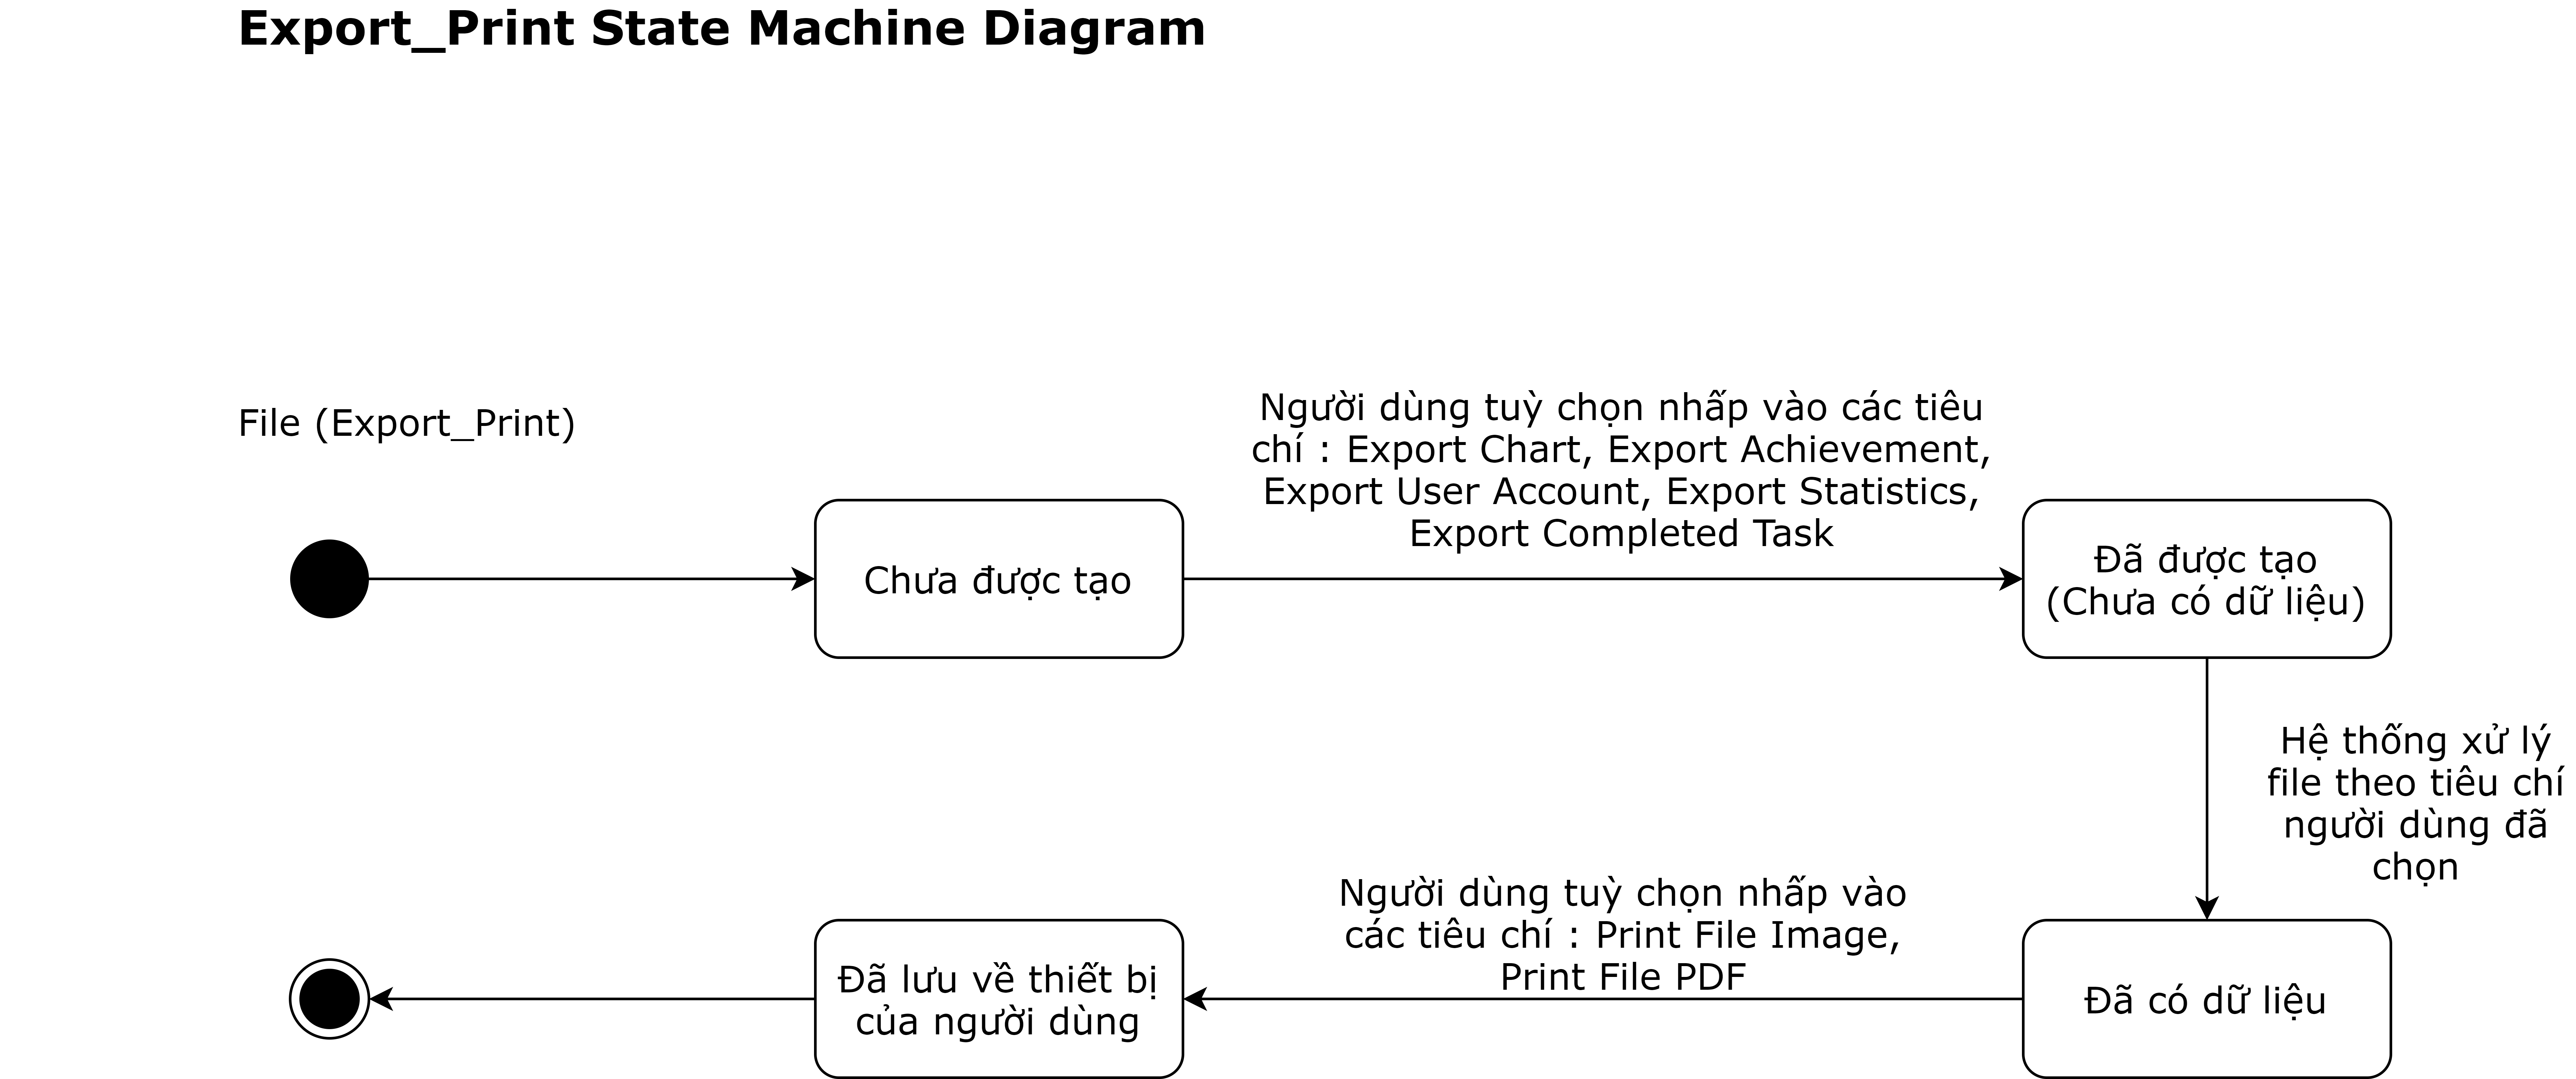 Export_Print State Machine Diagram
File (Export_Print)
Người dùng tuỳ chọn nhấp vào các tiêu
chí : Export Chart, Export Achievement,
Export User Account, Export Statistics,
Export Completed Task
Chưa được tạo
Đã được tạo
(Chưa có dữ liệu)
Hệ thống xử lý
file theo tiêu chí
người dùng đã
chọn
Người dùng tuỳ chọn nhấp vào
các tiêu chí : Print File Image,
Print File PDF
Đã có dữ liệu
Đã lưu về thiết bị
của người dùng